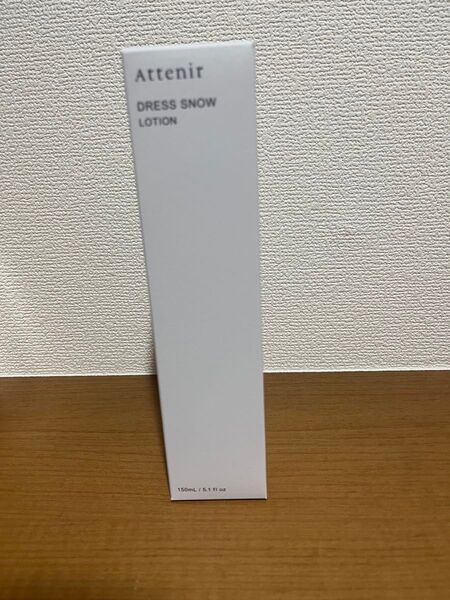 Attenir
DRESS SNOW
LOTION
150mL / 5.1 fl oz